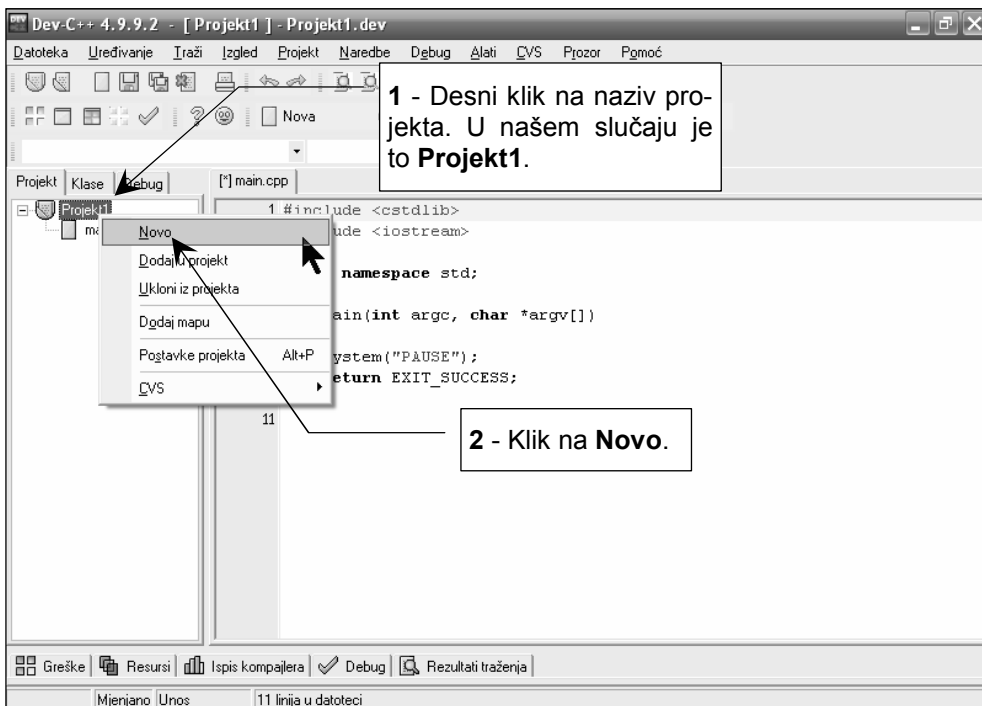 Dev-C++ 4.9.9.2 - [ Projekt1 ] - Projekt1.dev
Datoteka Uređivanje Traži Izgled Projekt Naredbe Debug Alati CVS Prozor Pomoć
Nova
1 - Desni klik na naziv pro-
jekta. U našem slučaju je
to Projekt1.
Projekt Klase Debug
[*] main.cpp
Projekt1
ma
Novo
Dodaj u projekt
Ukloni iz projekta
Dodaj mapu
Postavke projekta Alt+P
CVS
1 #include <cstdlib>
ude <iostream>
namespace std;
ain(int argc, char *argv[])
ystem("PAUSE");
eturn EXIT_SUCCESS;
11
2 - Klik na Novo.
Greške Resursi Ispis kompajlera Debug Rezultati traženja
Mjenjano Unos 11 linija u datoteci